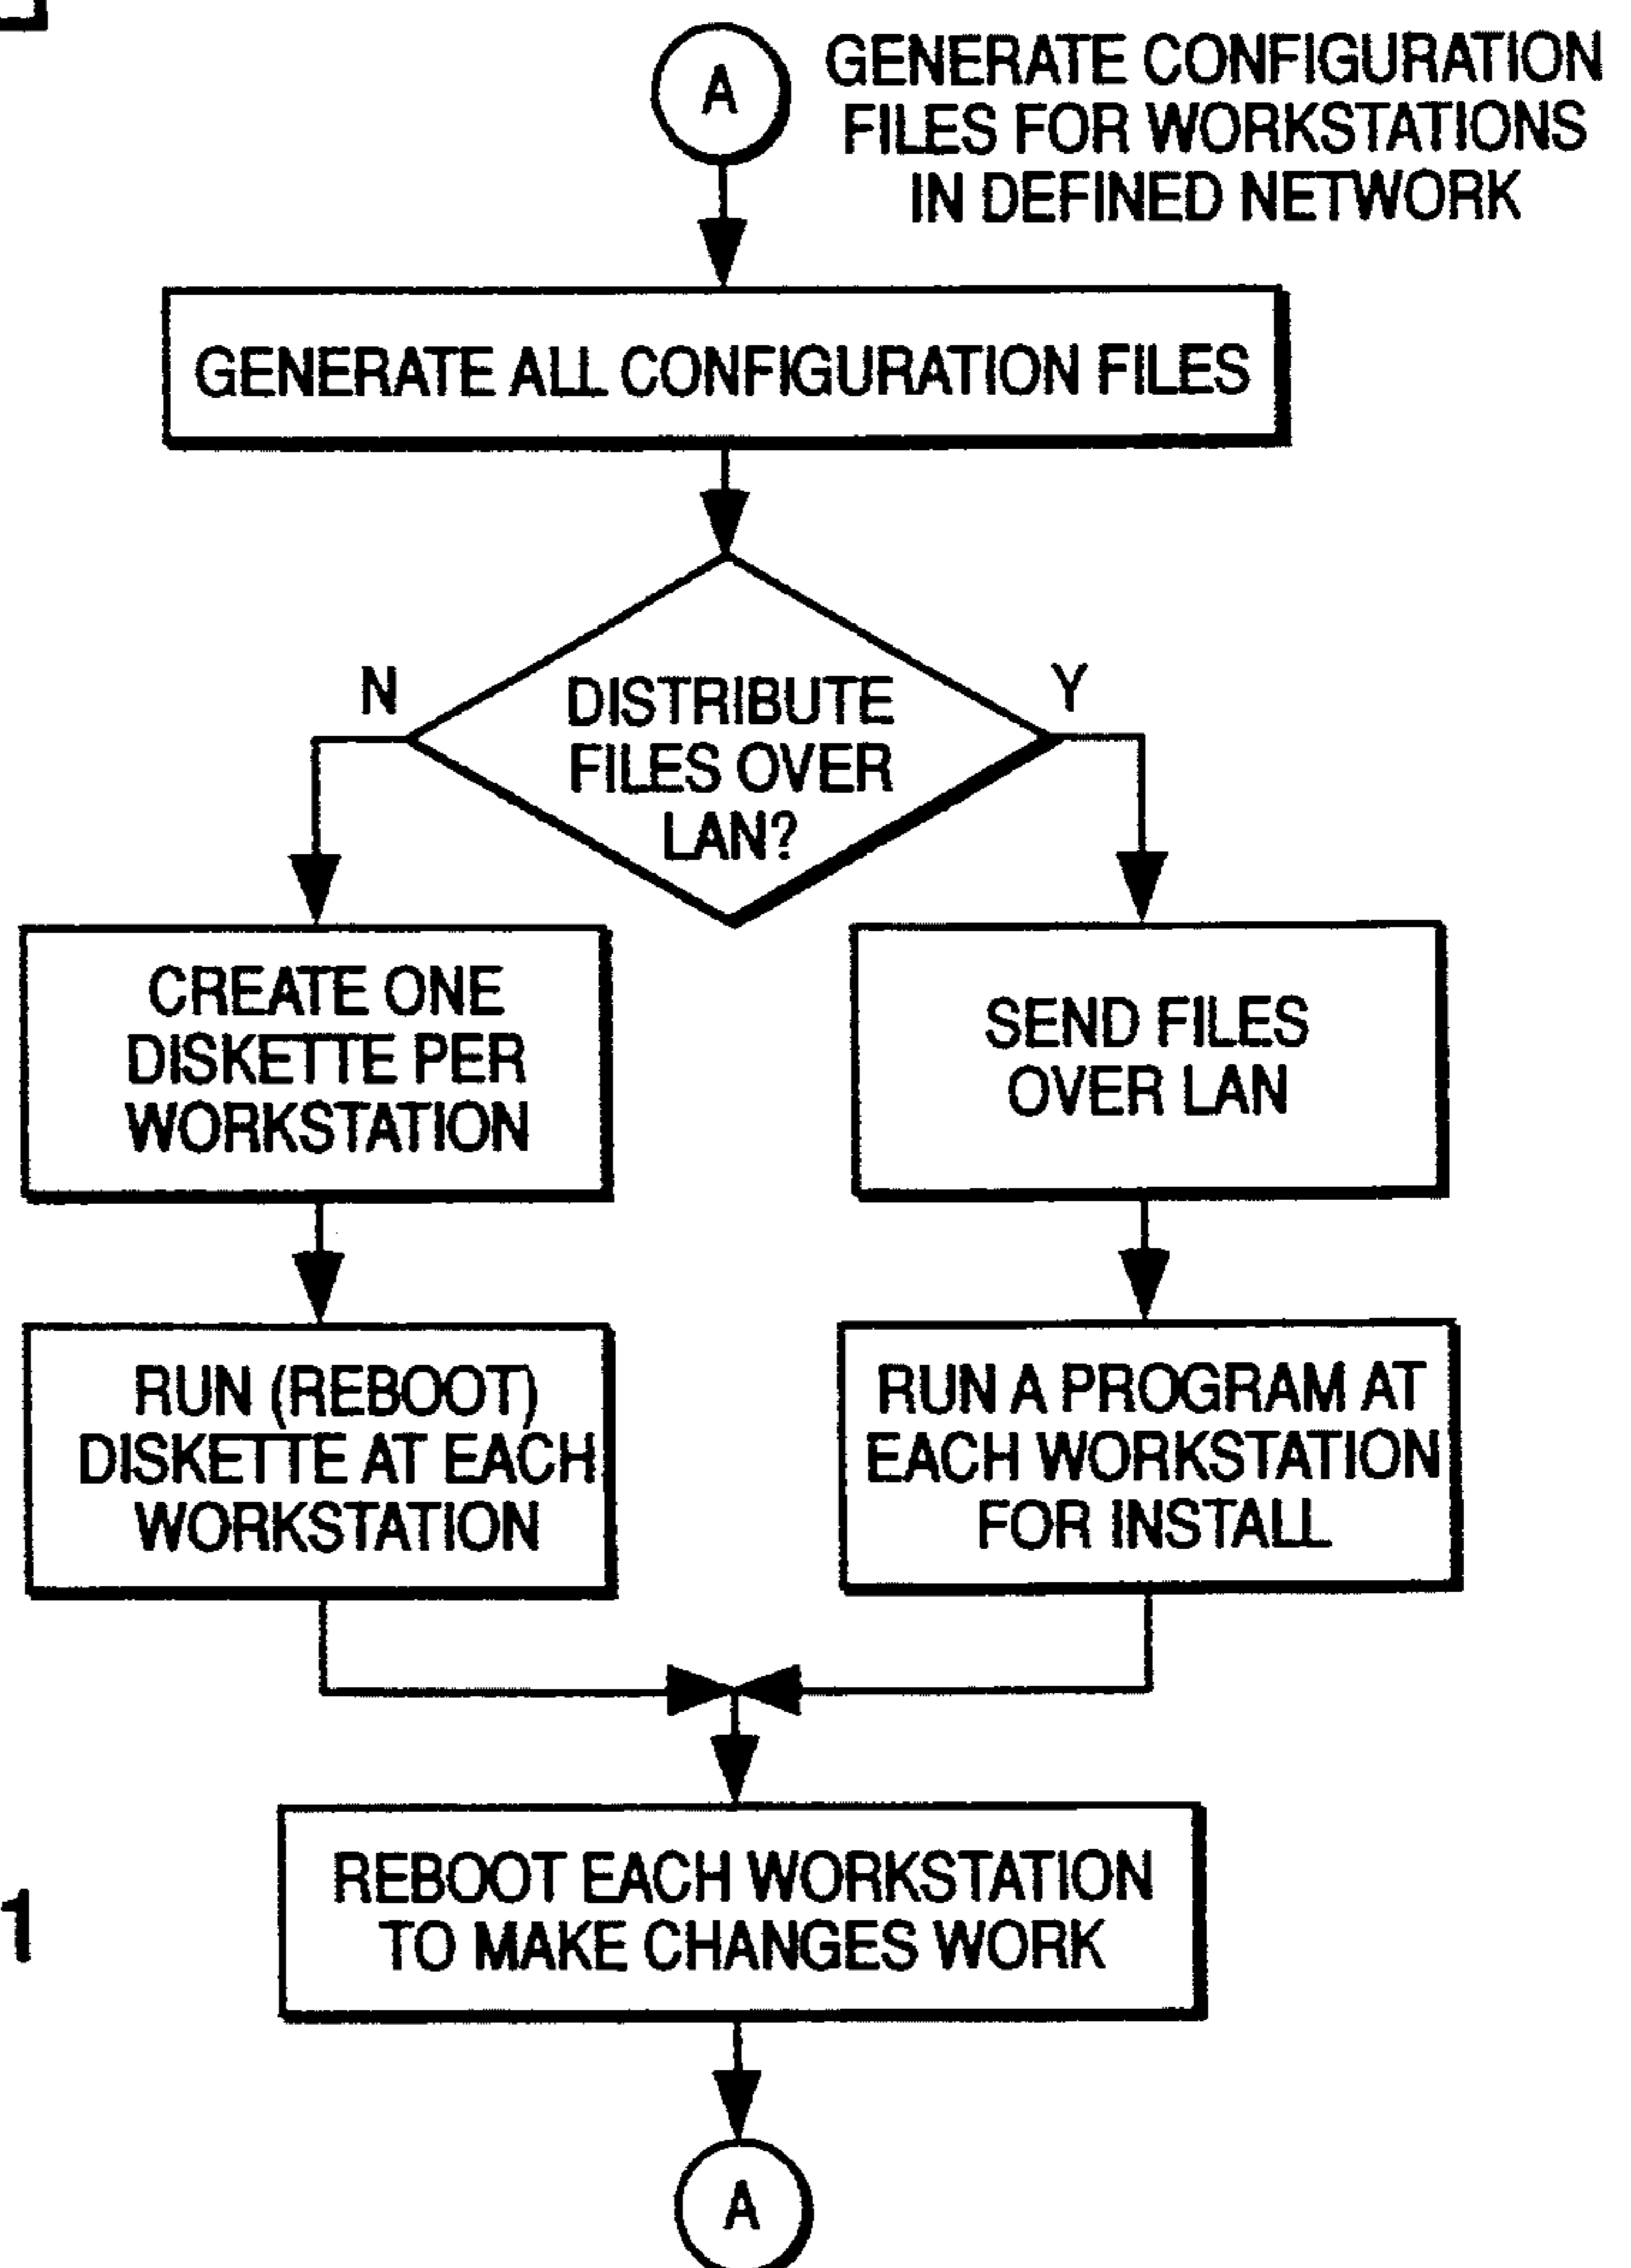 A
GENERATE CONFIGURATION
FILES FOR WORKSTATIONS
IN DEFINED NETWORK
GENERATE ALL CONFIGURATION FILES
N
Y
DISTRIBUTE
FILES OVER
LAN?
CREATE ONE
DISKETTE PER
WORKSTATION
SEND FILES
OVER LAN
RUN (REBOOT)
DISKETTE AT EACH
WORKSTATION
RUN A PROGRAM AT
EACH WORKSTATION
FOR INSTALL
REBOOT EACH WORKSTATION
TO MAKE CHANGES WORK
1
A